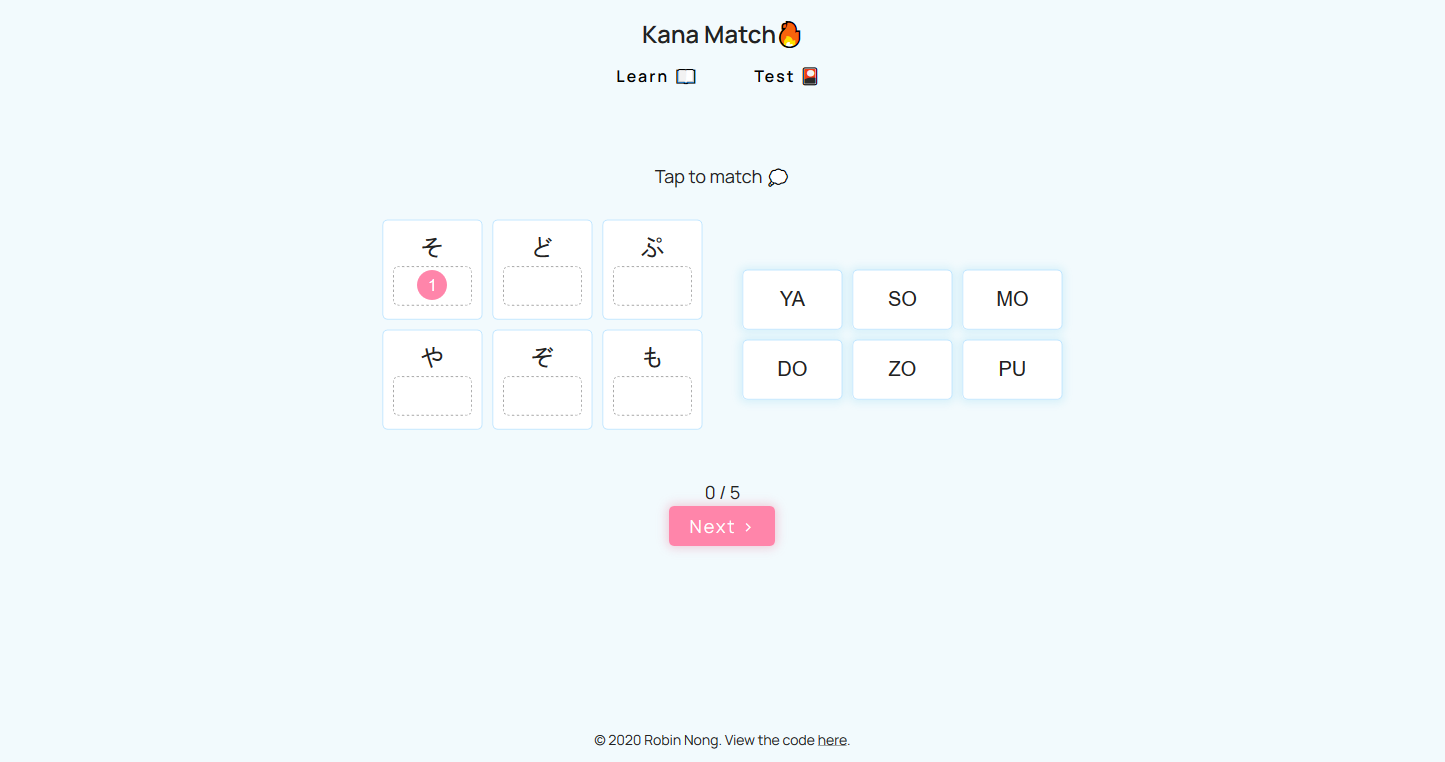 Kana Match🔥
Learn 📖 Test 🎴
Tap to match 💭
そ ど ぷ
1
や ぞ も
YA SO MO
DO ZO PU
0 / 5
Next ›
© 2020 Robin Nong. View the code here.